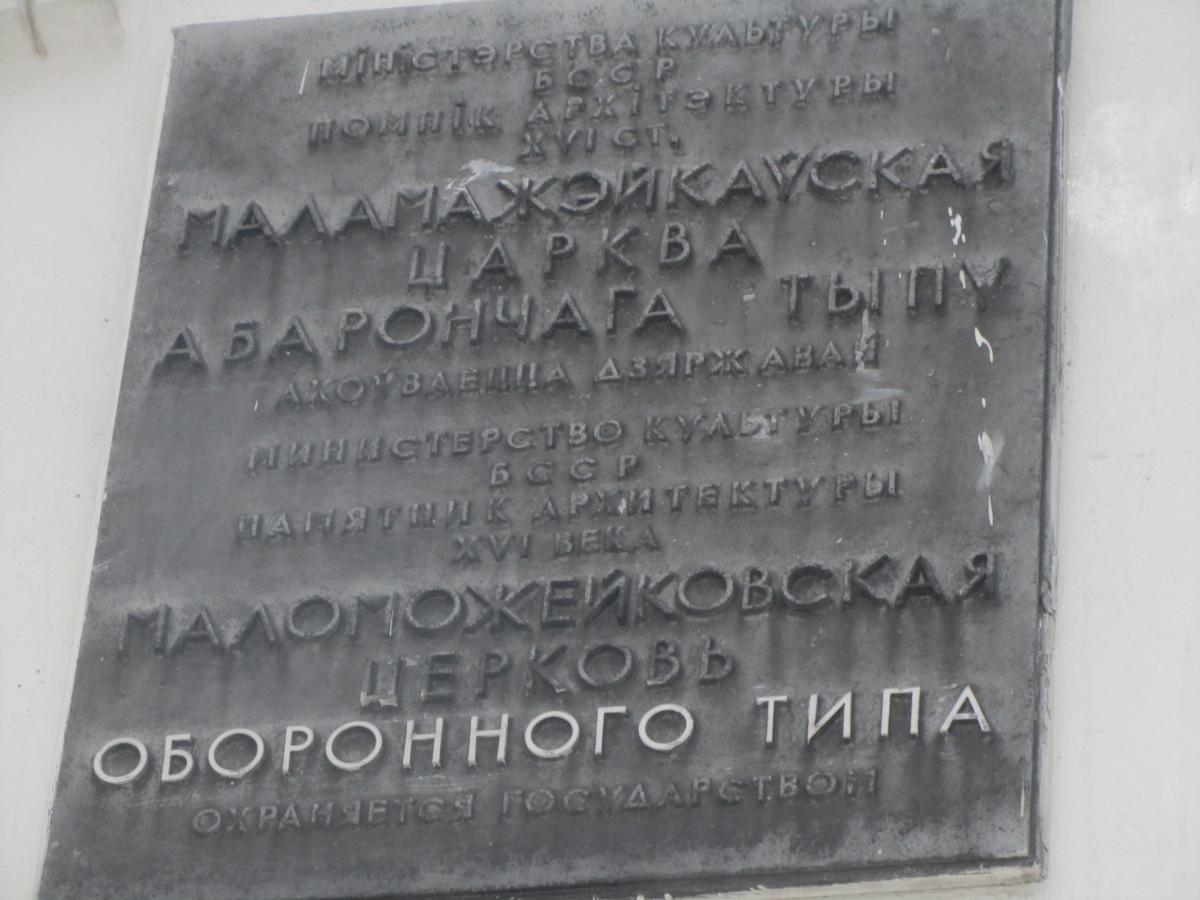 МІНІСТЭРСТВА КУЛЬТУРЫ
БССР
ПОМНІК АРХІТЭКТУРЫ
XVI СТ.
МАЛАМАЖЭЙКАЎСКАЯ
ЦАРКВА
АБАРОНЧАГА ТЫПУ
АХОЎВАЕЦЦА ДЗЯРЖАВАЙ
МИНИСТЕРСТВО КУЛЬТУРЫ
БССР
ПАМЯТНИК АРХИТЕКТУРЫ
XVI ВЕКА
МАЛОМОЖЕЙКОВСКАЯ
ЦЕРКОВЬ
ОБОРОННОГО ТИПА
ОХРАНЯЕТСЯ ГОСУДАРСТВОМ